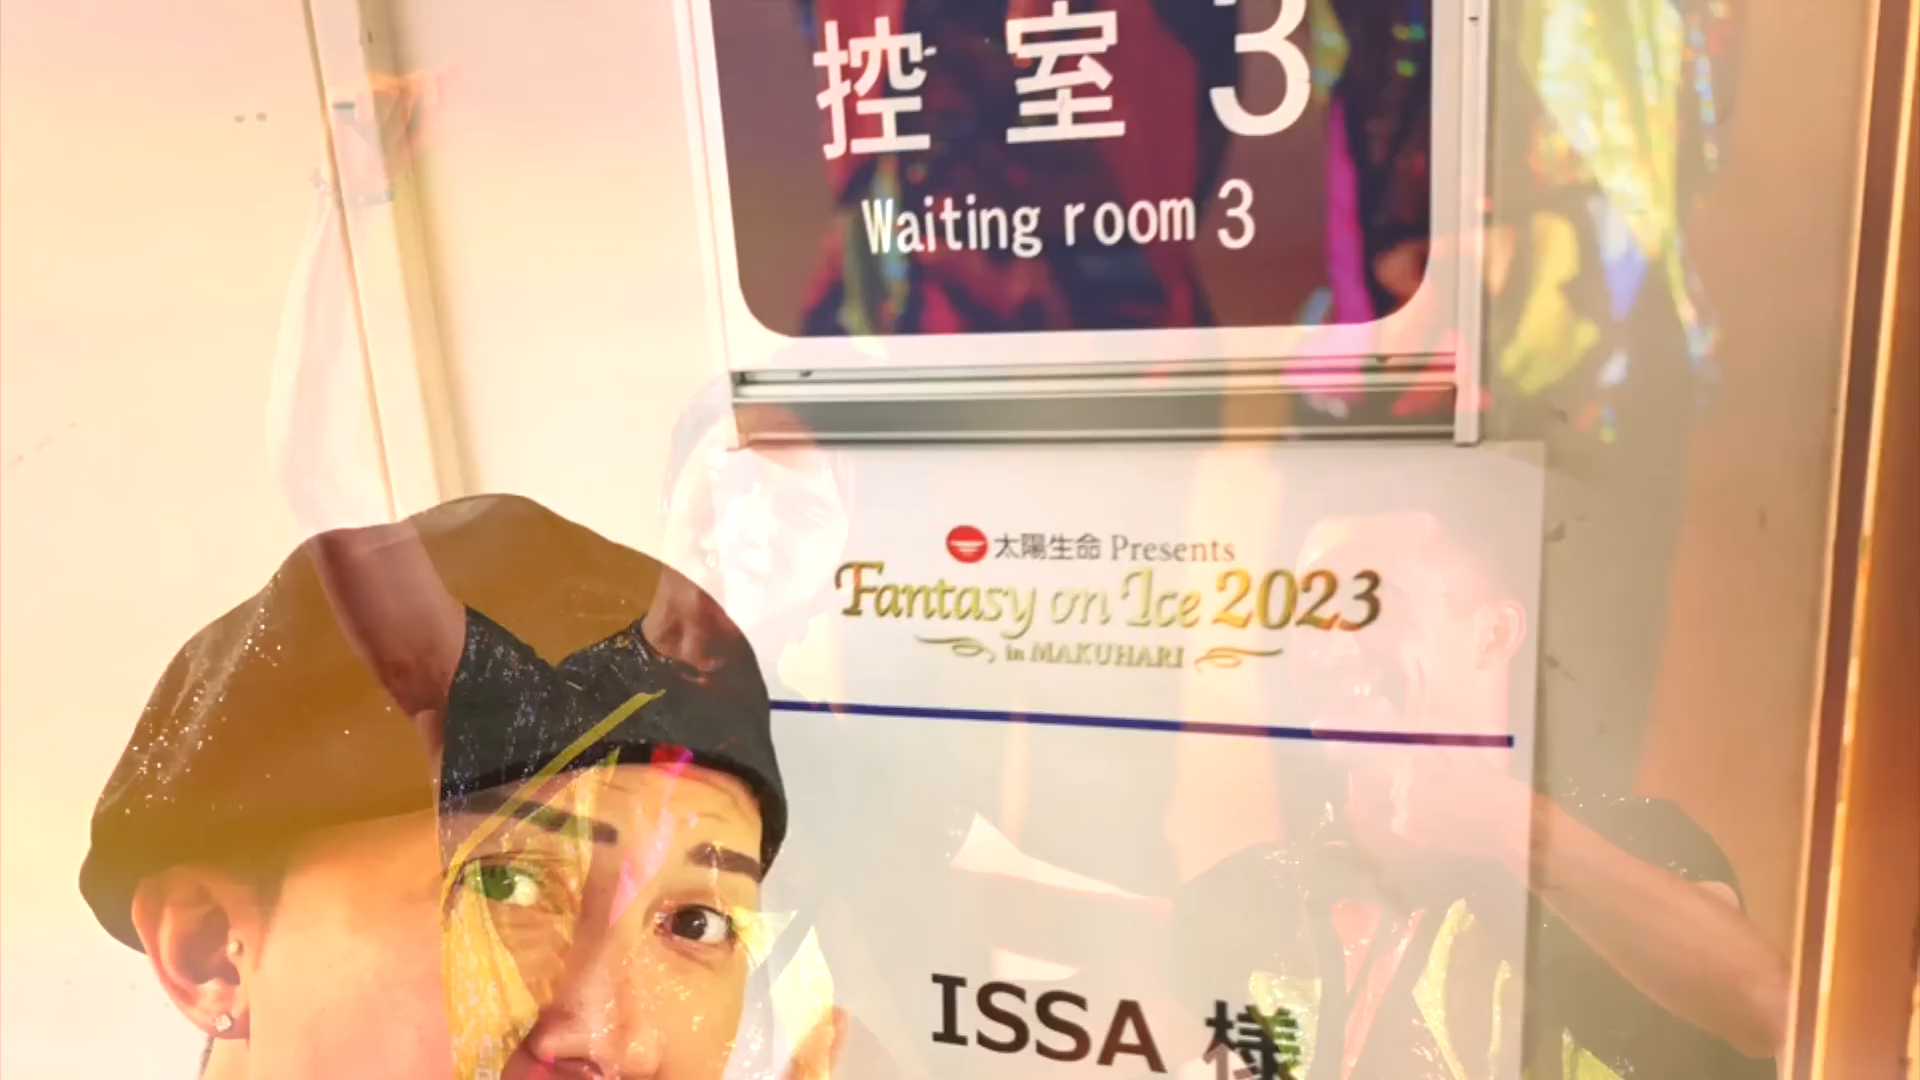 控室 3
Waiting room 3
太陽生命 Presents
Fantasy on Ice 2023
in MAKUHARI
ISSA 様